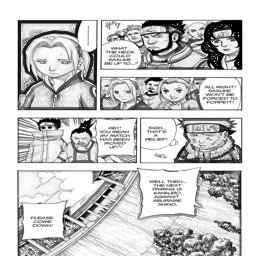 WHAT
THE HECK
COULD
SASUKE
BE UP TO...?
ALL RIGHT!
SASUKE
WON'T BE
FORCED TO
FORFEIT!
HEY!
YOU MEAN
MY MATCH
HAS BEEN
MOVED
UP?!
SIGH...
THAT'S
A
RELIEF!
WELL THEN...
THE NEXT
PAIRING IS
KANKURO
AGAINST
ABURAME
SHINO.
PLEASE
COME
DOWN!